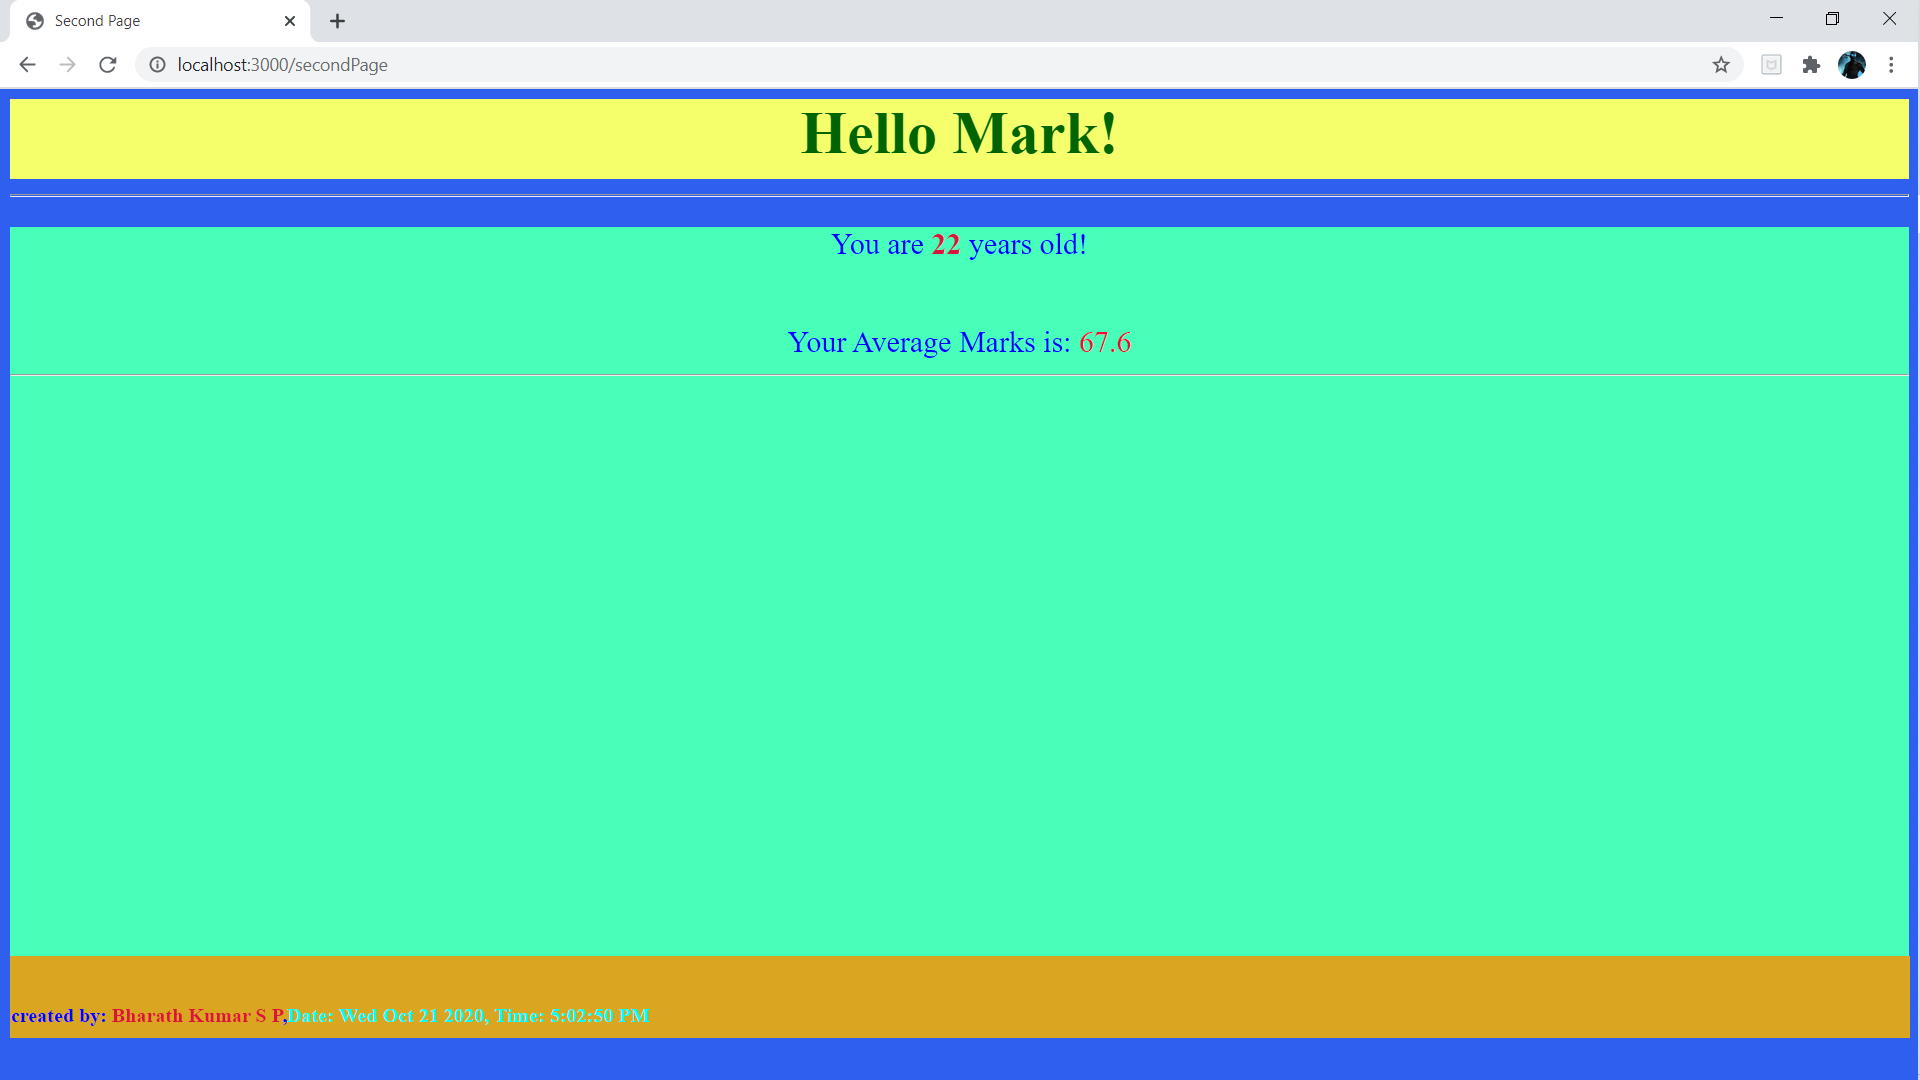 Second Page
localhost:3000/secondPage
Hello Mark!
You are 22 years old!
Your Average Marks is: 67.6
created by: Bharath Kumar S P,Date: Wed Oct 21 2020, Time: 5:02:50 PM